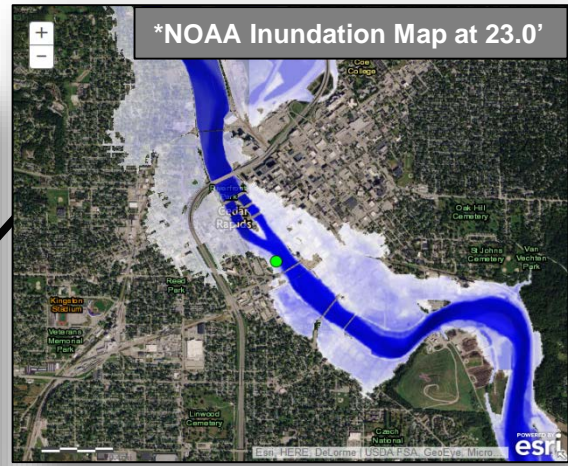 *NOAA Inundation Map at 23.0’
+
−
Coe
College
Riverfront
Park
Cedar
Rapids
Oak Hill
Cemetery
St Johns
Cemetery
Van
Vechten
Park
Reed
Park
Kingston
Stadium
Veterans
Memorial
Park
Linwood
Cemetery
Czech
National
Esri, HERE, DeLorme | USDA FSA, GeoEye, Micro...
POWERED BY
esri